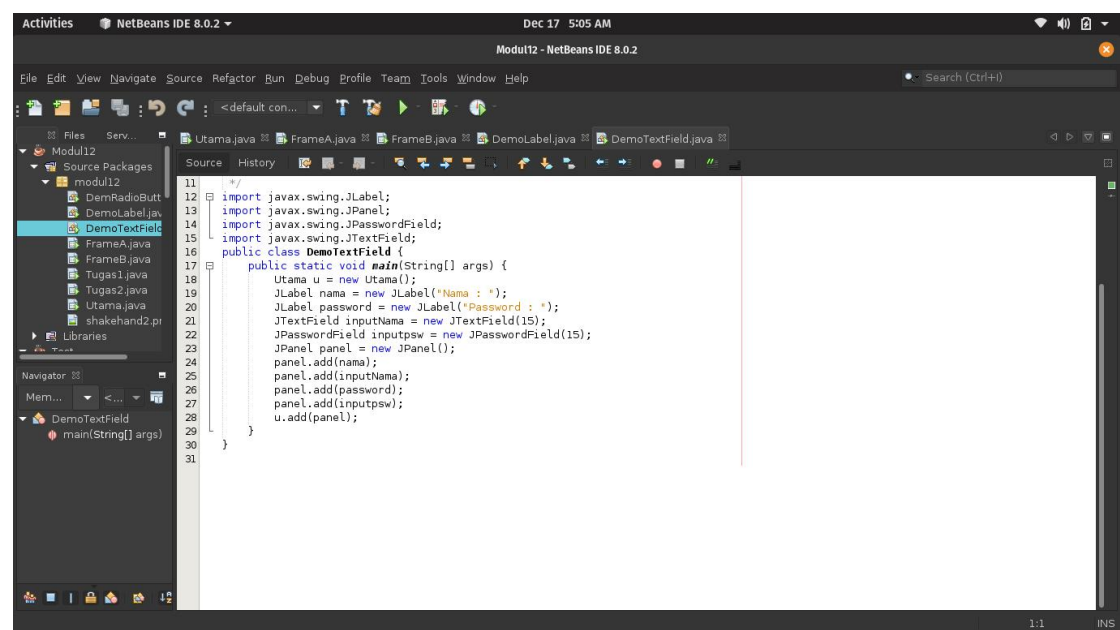 Activities NetBeans IDE 8.0.2 Dec 17 5:05 AM
Modul12 - NetBeans IDE 8.0.2
File Edit View Navigate Source Refactor Run Debug Profile Team Tools Window Help Search (Ctrl+I)
<default con...
Files Serv... Utama.java FrameA.java FrameB.java DemoLabel.java DemoTextField.java
Modul12
Source Packages
modul12
DemRadioButt
DemoLabel.jav
DemoTextField
FrameA.java
FrameB.java
Tugas1.java
Tugas2.java
Utama.java
shakehand2.pr
Libraries
Test
Navigator
Mem... <...
DemoTextField
main(String[] args)
Source History
11 */
12 import javax.swing.JLabel;
13 import javax.swing.JPanel;
14 import javax.swing.JPasswordField;
15 import javax.swing.JTextField;
16 public class DemoTextField {
17 public static void main(String[] args) {
18 Utama u = new Utama();
19 JLabel nama = new JLabel("Nama : ");
20 JLabel password = new JLabel("Password : ");
21 JTextField inputNama = new JTextField(15);
22 JPasswordField inputpsw = new JPasswordField(15);
23 JPanel panel = new JPanel();
24 panel.add(nama);
25 panel.add(inputNama);
26 panel.add(password);
27 panel.add(inputpsw);
28 u.add(panel);
29 }
30 }
31
1:1 INS